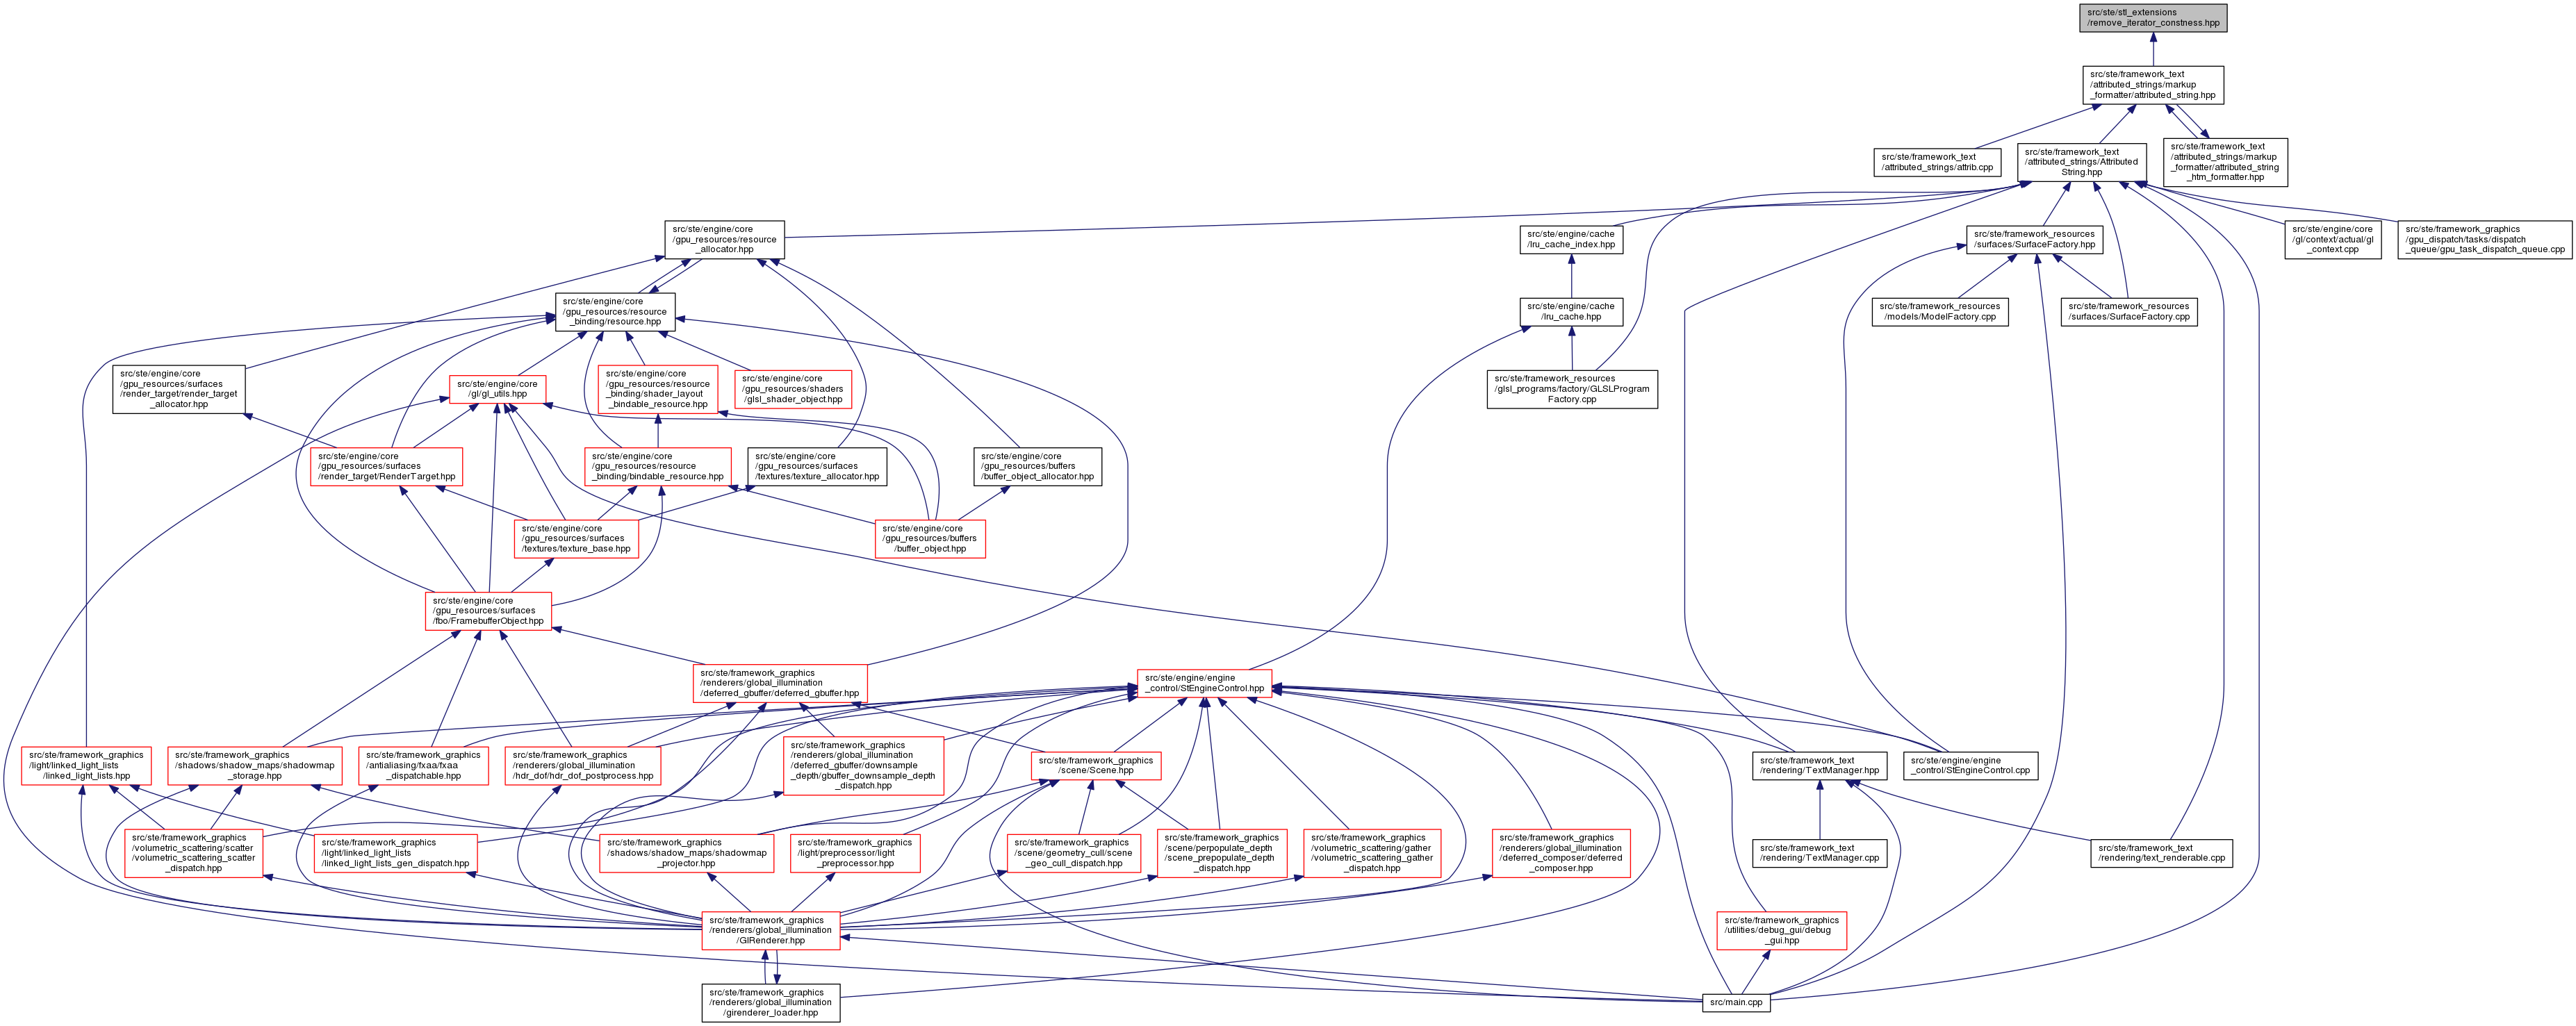 src/ste/stl_extensions
/remove_iterator_constness.hpp
src/ste/framework_text
/attributed_strings/markup
_formatter/attributed_string.hpp
src/ste/framework_text
/attributed_strings/attrib.cpp
src/ste/framework_text
/attributed_strings/Attributed
String.hpp
src/ste/framework_text
/attributed_strings/markup
_formatter/attributed_string
_htm_formatter.hpp
src/ste/engine/core
/gpu_resources/resource
_allocator.hpp
src/ste/engine/cache
/lru_cache_index.hpp
src/ste/framework_resources
/surfaces/SurfaceFactory.hpp
src/ste/engine/core
/gl/context/actual/gl
_context.cpp
src/ste/framework_graphics
/gpu_dispatch/tasks/dispatch
_queue/gpu_task_dispatch_queue.cpp
src/ste/engine/core
/gpu_resources/resource
_binding/resource.hpp
src/ste/engine/cache
/lru_cache.hpp
src/ste/framework_resources
/models/ModelFactory.cpp
src/ste/framework_resources
/surfaces/SurfaceFactory.cpp
src/ste/engine/core
/gpu_resources/surfaces
/render_target/render_target
_allocator.hpp
src/ste/engine/core
/gl/gl_utils.hpp
src/ste/engine/core
/gpu_resources/resource
_binding/shader_layout
_bindable_resource.hpp
src/ste/engine/core
/gpu_resources/shaders
/glsl_shader_object.hpp
src/ste/framework_resources
/glsl_programs/factory/GLSLProgram
Factory.cpp
src/ste/engine/core
/gpu_resources/surfaces
/render_target/RenderTarget.hpp
src/ste/engine/core
/gpu_resources/resource
_binding/bindable_resource.hpp
src/ste/engine/core
/gpu_resources/surfaces
/textures/texture_allocator.hpp
src/ste/engine/core
/gpu_resources/buffers
/buffer_object_allocator.hpp
src/ste/engine/core
/gpu_resources/surfaces
/textures/texture_base.hpp
src/ste/engine/core
/gpu_resources/buffers
/buffer_object.hpp
src/ste/engine/core
/gpu_resources/surfaces
/fbo/FramebufferObject.hpp
src/ste/framework_graphics
/renderers/global_illumination
/deferred_gbuffer/deferred_gbuffer.hpp
src/ste/engine/engine
_control/StEngineControl.hpp
src/ste/framework_graphics
/light/linked_light_lists
/linked_light_lists.hpp
src/ste/framework_graphics
/shadows/shadow_maps/shadowmap
_storage.hpp
src/ste/framework_graphics
/antialiasing/fxaa/fxaa
_dispatchable.hpp
src/ste/framework_graphics
/renderers/global_illumination
/hdr_dof/hdr_dof_postprocess.hpp
src/ste/framework_graphics
/renderers/global_illumination
/deferred_gbuffer/downsample
_depth/gbuffer_downsample_depth
_dispatch.hpp
src/ste/framework_graphics
/scene/Scene.hpp
src/ste/framework_text
/rendering/TextManager.hpp
src/ste/engine/engine
_control/StEngineControl.cpp
src/ste/framework_graphics
/volumetric_scattering/scatter
/volumetric_scattering_scatter
_dispatch.hpp
src/ste/framework_graphics
/light/linked_light_lists
/linked_light_lists_gen_dispatch.hpp
src/ste/framework_graphics
/shadows/shadow_maps/shadowmap
_projector.hpp
src/ste/framework_graphics
/light/preprocessor/light
_preprocessor.hpp
src/ste/framework_graphics
/scene/geometry_cull/scene
_geo_cull_dispatch.hpp
src/ste/framework_graphics
/scene/perpopulate_depth
/scene_prepopulate_depth
_dispatch.hpp
src/ste/framework_graphics
/volumetric_scattering/gather
/volumetric_scattering_gather
_dispatch.hpp
src/ste/framework_graphics
/renderers/global_illumination
/deferred_composer/deferred
_composer.hpp
src/ste/framework_text
/rendering/TextManager.cpp
src/ste/framework_text
/rendering/text_renderable.cpp
src/ste/framework_graphics
/renderers/global_illumination
/GIRenderer.hpp
src/ste/framework_graphics
/utilities/debug_gui/debug
_gui.hpp
src/ste/framework_graphics
/renderers/global_illumination
/girenderer_loader.hpp
src/main.cpp